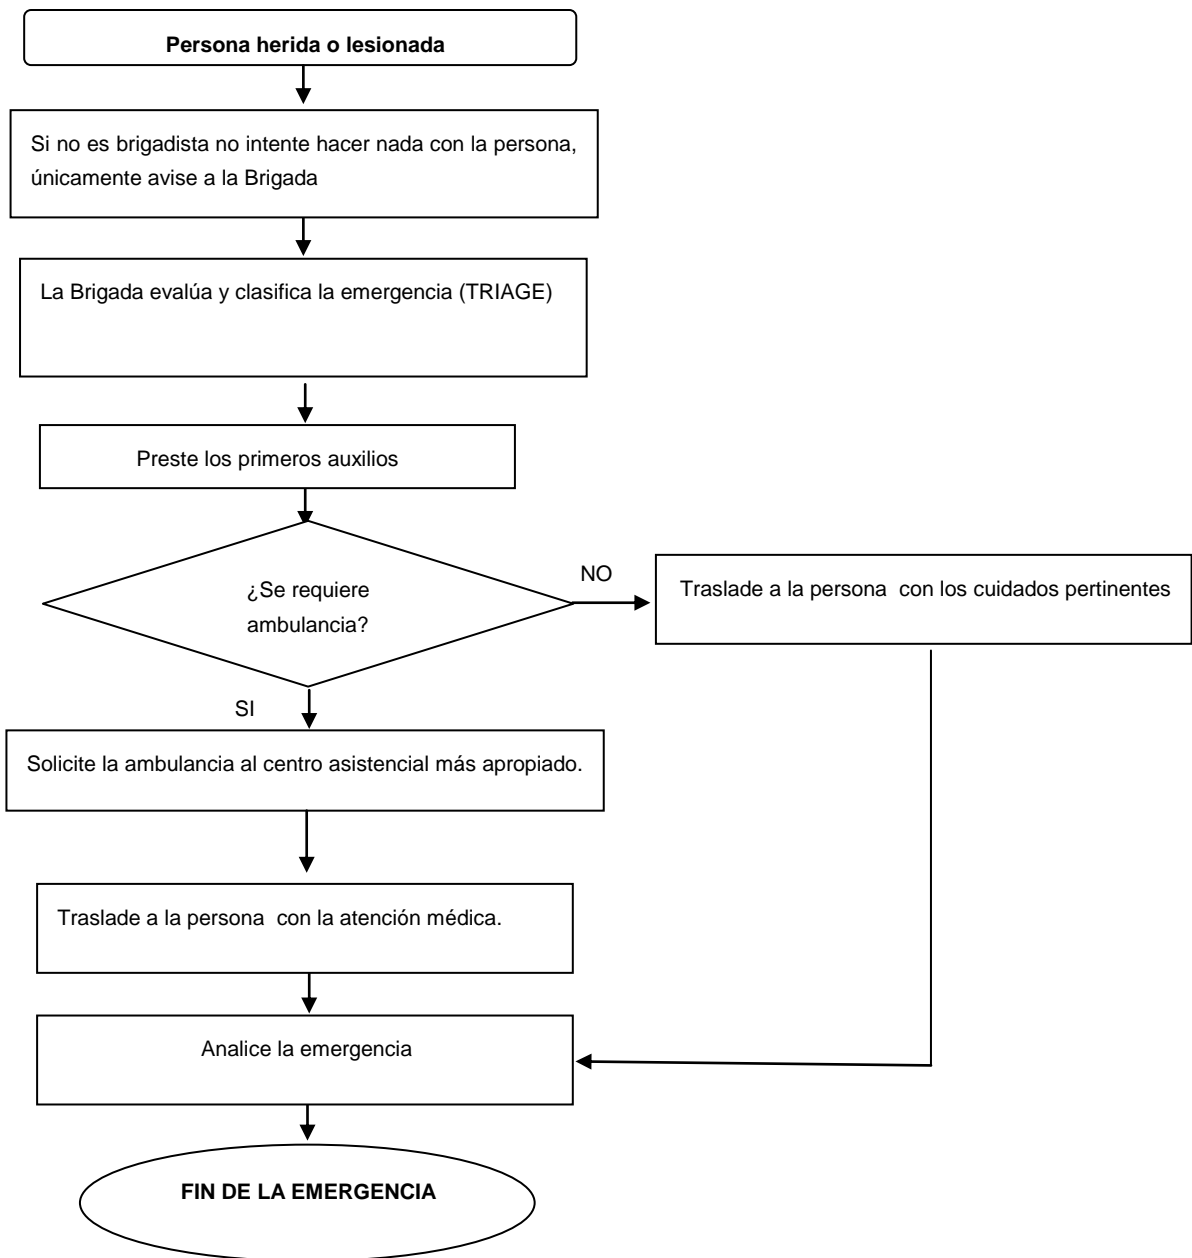 Persona herida o lesionada
Si no es brigadista no intente hacer nada con la persona,
únicamente avise a la Brigada
La Brigada evalúa y clasifica la emergencia (TRIAGE)
Preste los primeros auxilios
¿Se requiere
ambulancia?
NO
Traslade a la persona  con los cuidados pertinentes
SI
Solicite la ambulancia al centro asistencial más apropiado.
Traslade a la persona  con la atención médica.
Analice la emergencia
FIN DE LA EMERGENCIA